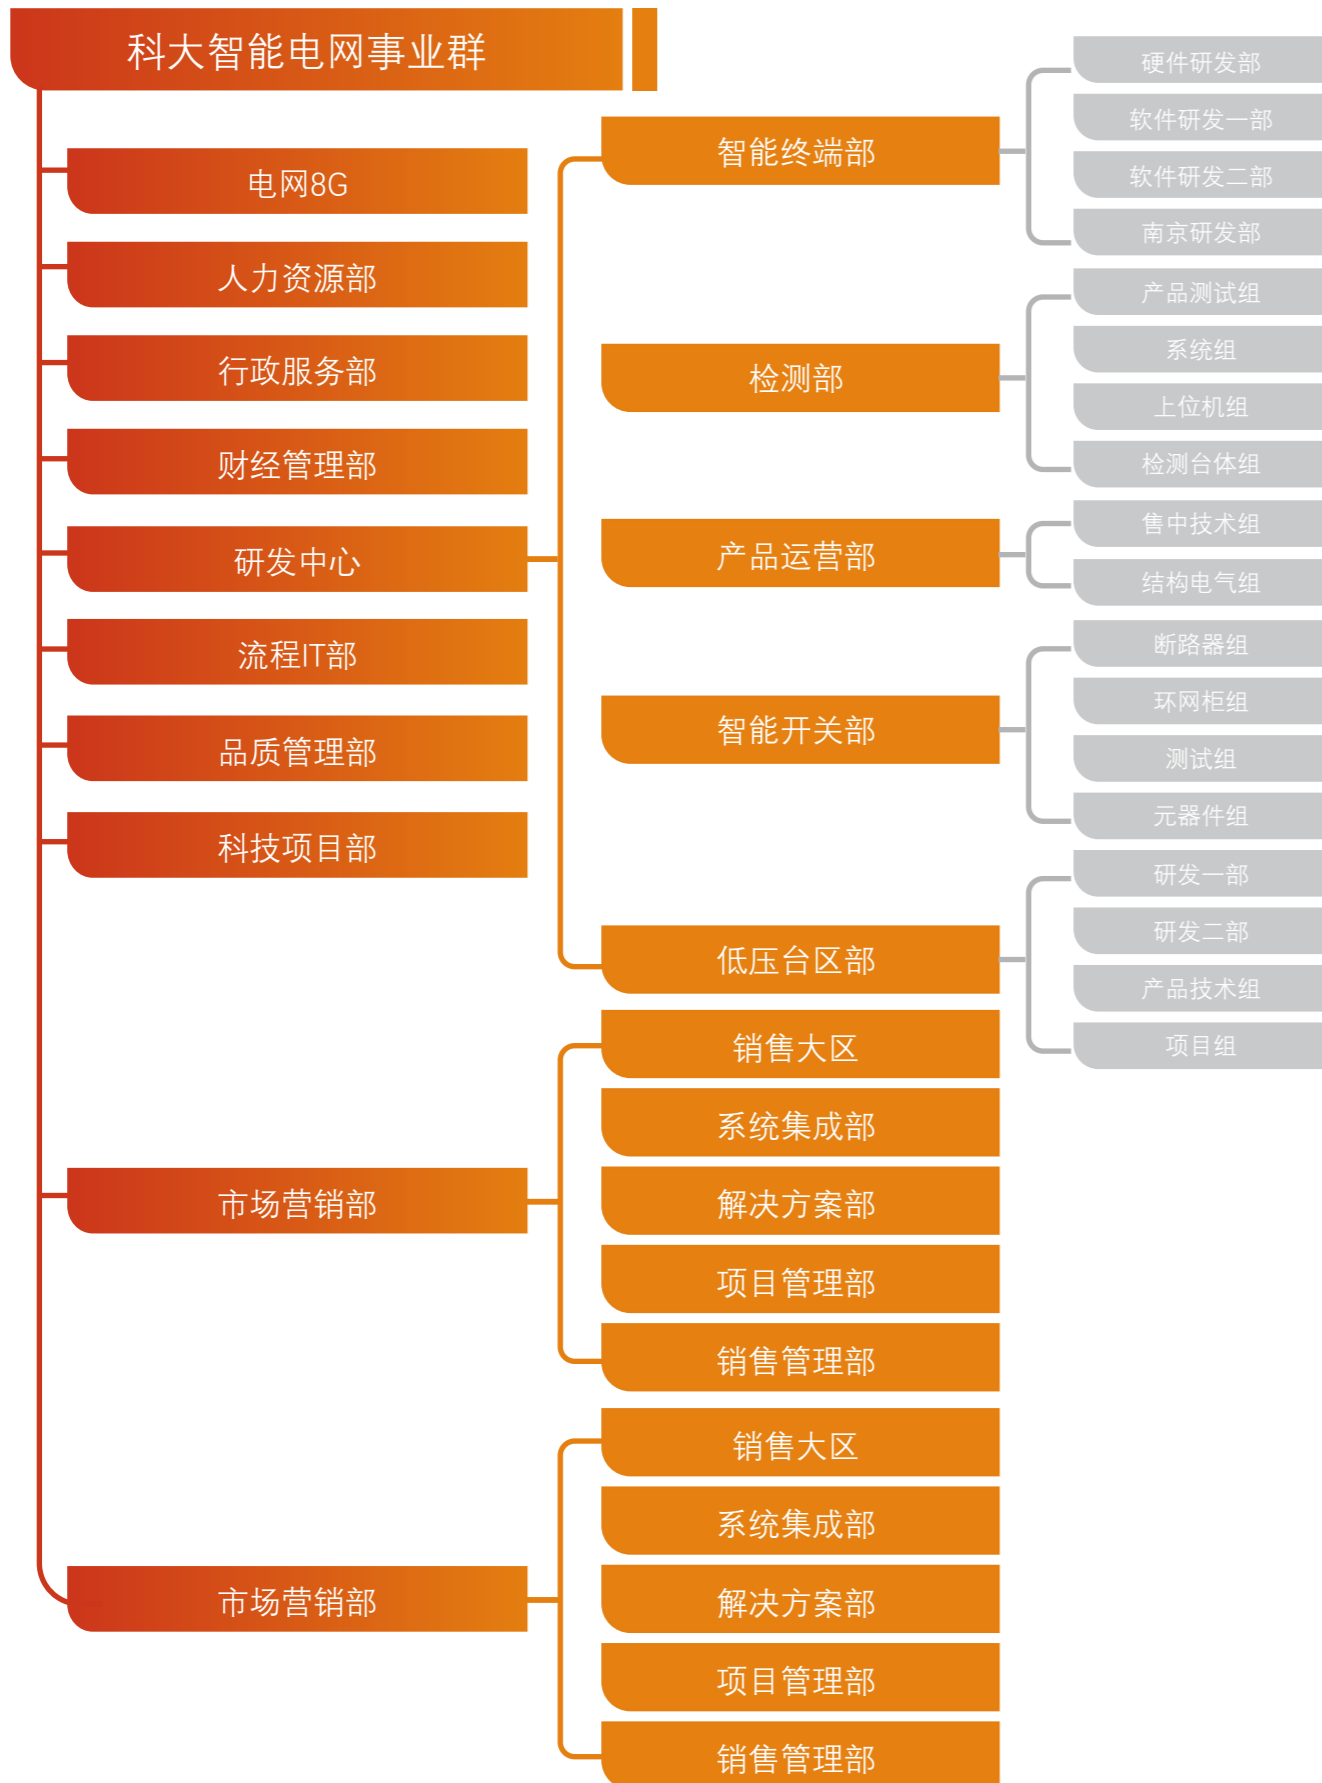 科大智能电网事业群
电网8G
人力资源部
行政服务部
财经管理部
研发中心
流程IT部
品质管理部
科技项目部
市场营销部
市场营销部
智能终端部
检测部
产品运营部
智能开关部
低压台区部
销售大区
系统集成部
解决方案部
项目管理部
销售管理部
销售大区
系统集成部
解决方案部
项目管理部
销售管理部
硬件研发部
软件研发一部
软件研发二部
南京研发部
产品测试组
系统组
上位机组
检测台体组
售中技术组
结构电气组
断路器组
环网柜组
测试组
元器件组
研发一部
研发二部
产品技术组
项目组